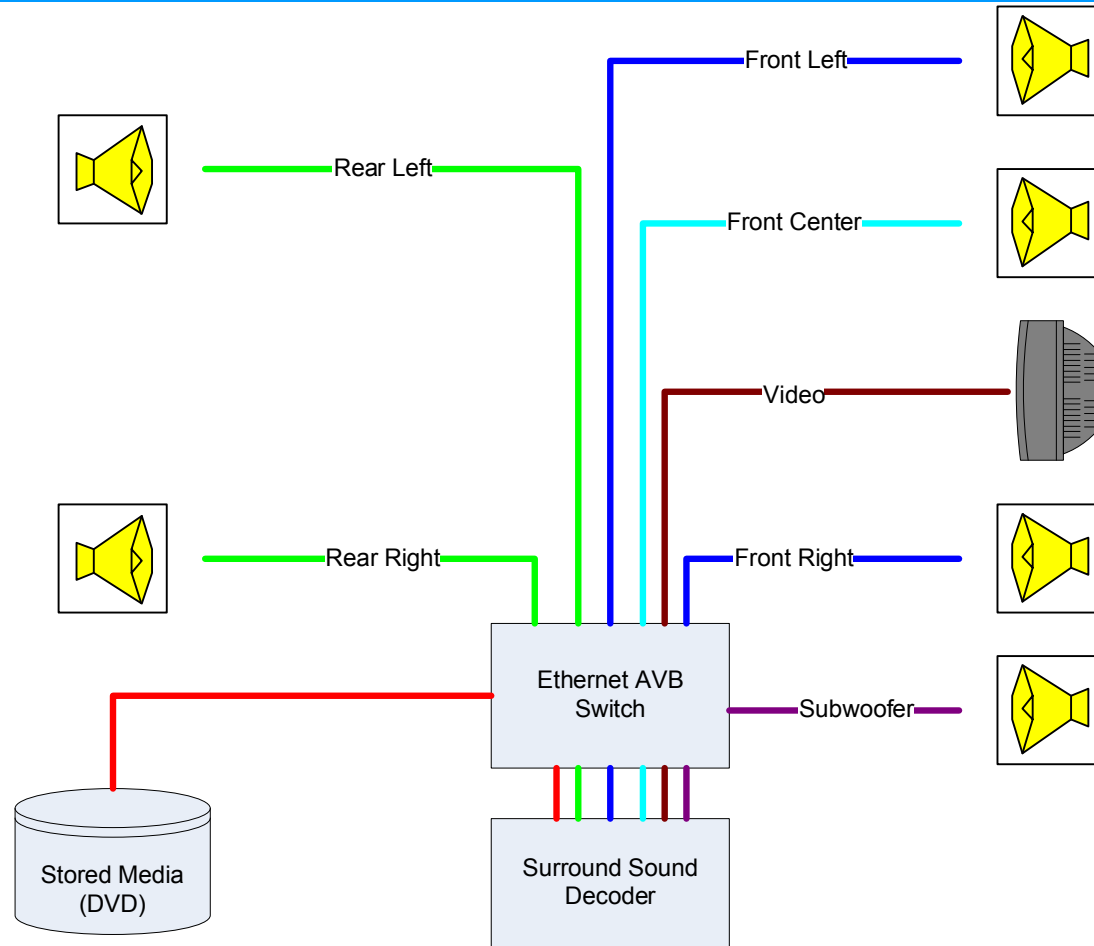 Front Left
Rear Left
Front Center
Video
Rear Right
Front Right
Ethernet AVB
Switch
Subwoofer
Stored Media
(DVD)
Surround Sound
Decoder